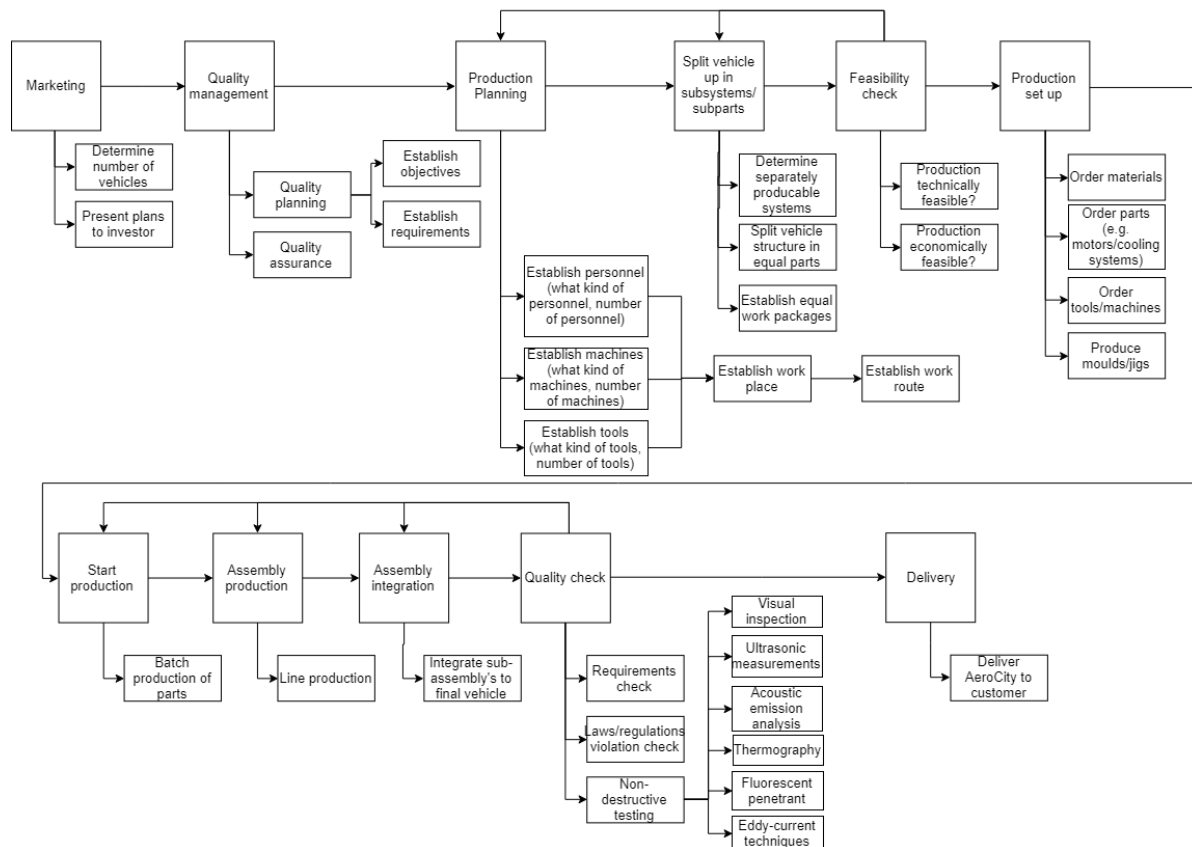 Marketing
Quality
management
Production
Planning
Split vehicle
up in
subsystems/
subparts
Feasibility
check
Production
set up
Determine
number of
vehicles
Present plans
to investor
Quality
planning
Quality
assurance
Establish
objectives
Establish
requirements
Establish personnel
(what kind of
personnel, number
of personnel)
Establish machines
(what kind of
machines, number
of machines)
Establish tools
(what kind of tools,
number of tools)
Establish work
place
Establish work
route
Determine
separately
producable
systems
Split vehicle
structure in
equal parts
Establish equal
work packages
Production
technically
feasible?
Production
economically
feasible?
Order materials
Order parts
(e.g.
motors/cooling
systems)
Order
tools/machines
Produce
moulds/jigs
Start
production
Assembly
production
Assembly
integration
Quality check
Delivery
Batch
production of
parts
Line production
Integrate sub-
assembly's to
final vehicle
Requirements
check
Laws/regulations
violation check
Non-
destructive
testing
Visual
inspection
Ultrasonic
measurements
Acoustic
emission
analysis
Thermography
Fluorescent
penetrant
Eddy-current
techniques
Deliver
AeroCity to
customer